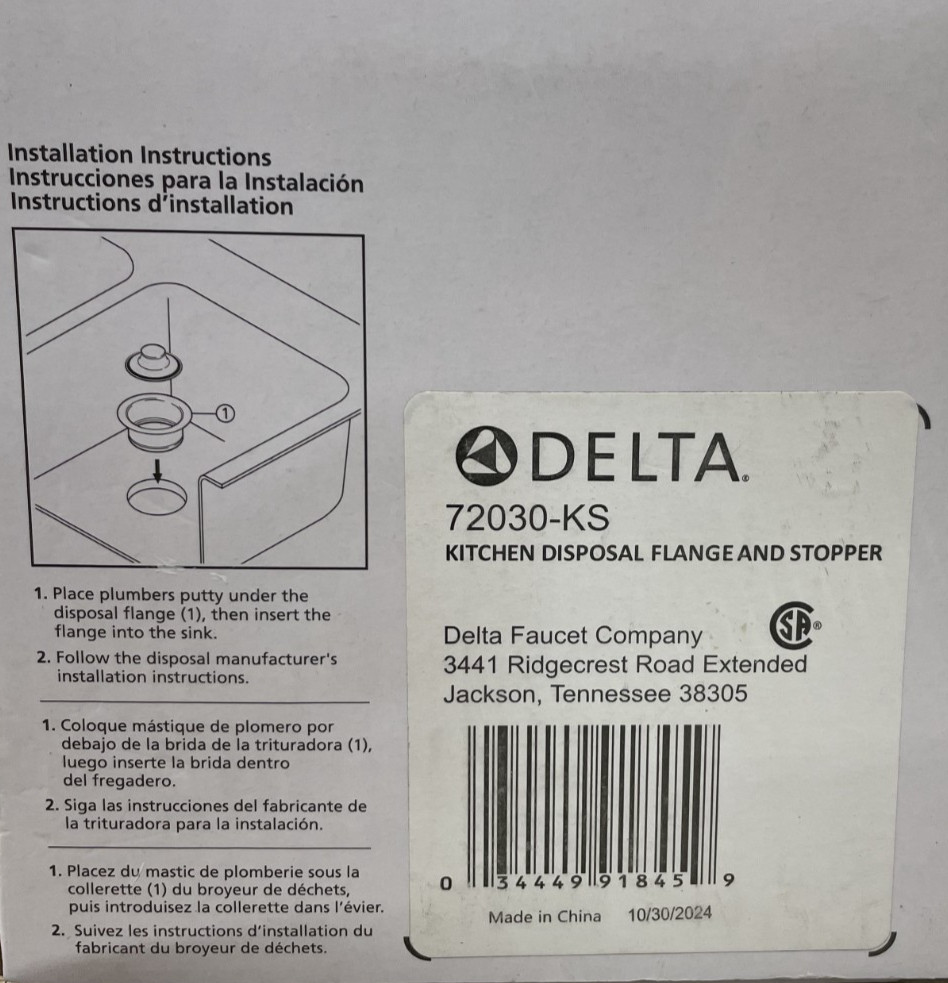 Installation Instructions
Instrucciones para la Instalación
Instructions d'installation
1
1. Place plumbers putty under the
disposal flange (1), then insert the
flange into the sink.
2. Follow the disposal manufacturer's
installation instructions.
1. Coloque mástique de plomero por
debajo de la brida de la trituradora (1),
luego inserte la brida dentro
del fregadero.
2. Siga las instrucciones del fabricante de
la trituradora para la instalación.
1. Placez du mastic de plomberie sous la
collerette (1) du broyeur de déchets,
puis introduisez la collerette dans l'évier.
2. Suivez les instructions d'installation du
fabricant du broyeur de déchets.
DELTA®
72030-KS
KITCHEN DISPOSAL FLANGE AND STOPPER
SA®
Delta Faucet Company
3441 Ridgecrest Road Extended
Jackson, Tennessee 38305
0 34449 91845 9
Made in China 10/30/2024